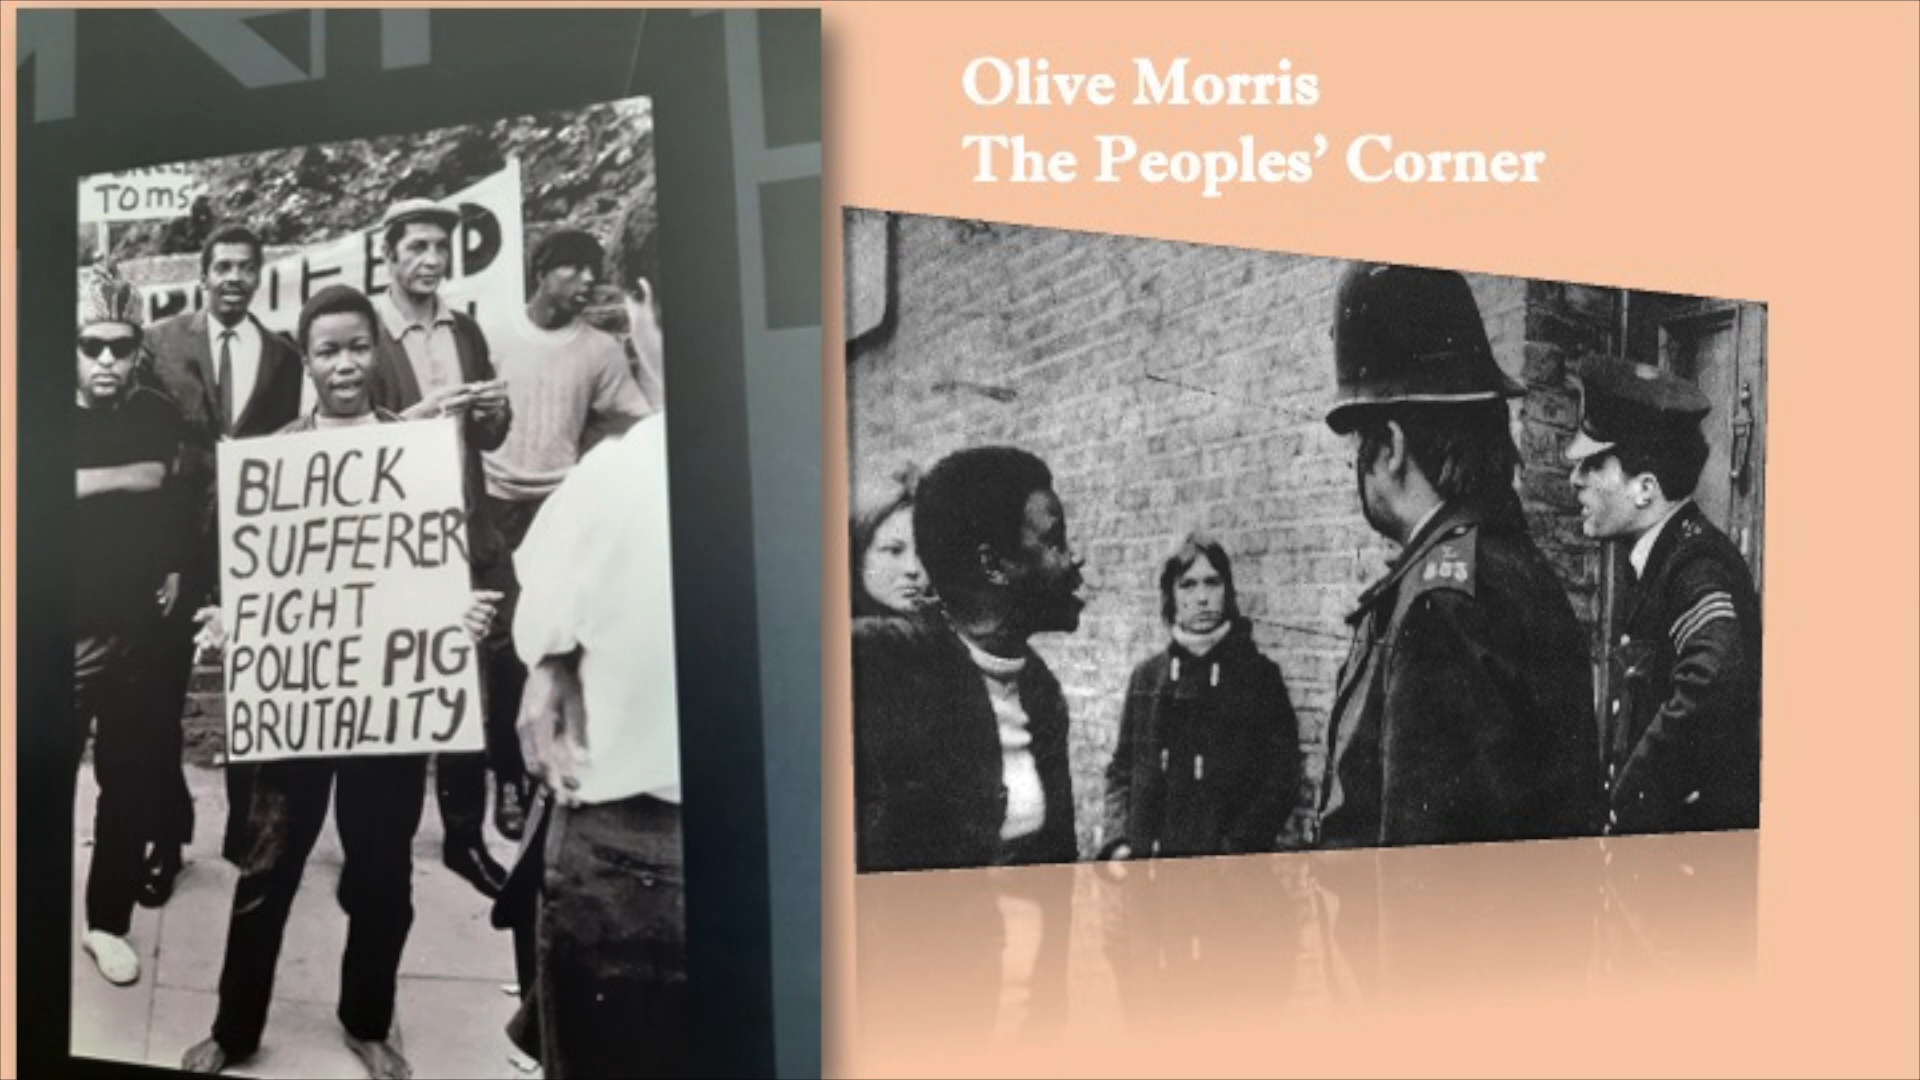 Olive Morris
The Peoples’ Corner
TOMS
BLACK
SUFFERER
FIGHT
POLICE PIG
BRUTALITY